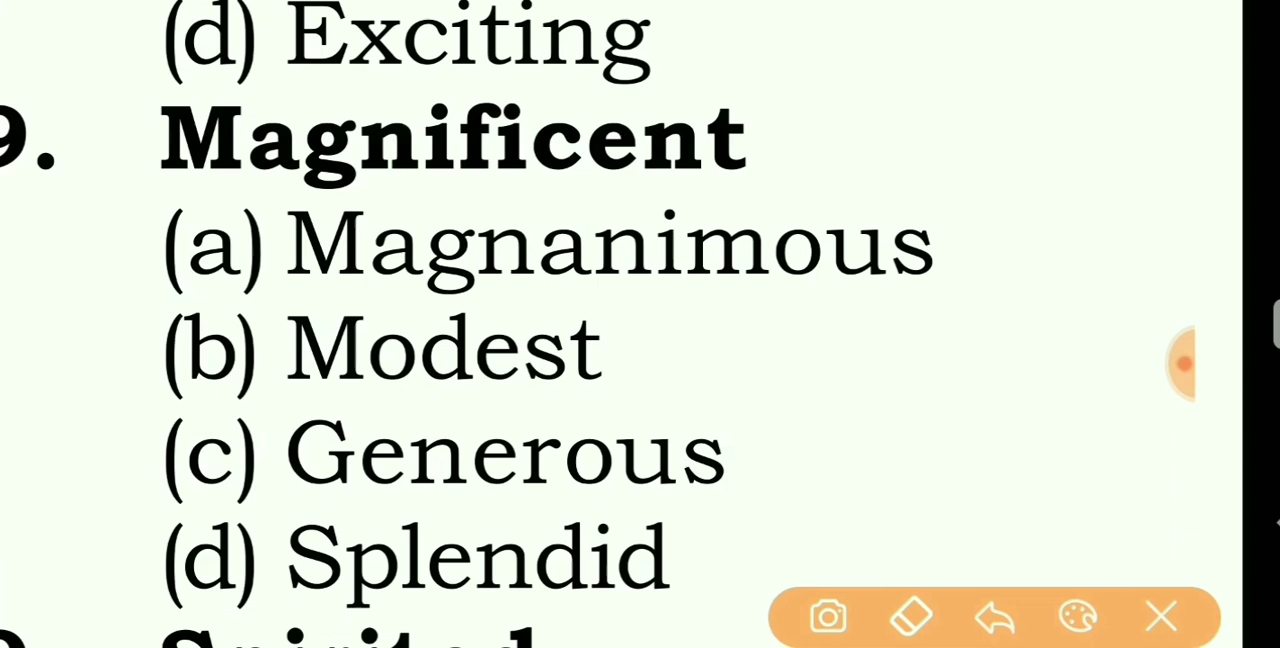 (d) Exciting
9. Magnificent
(a) Magnanimous
(b) Modest
(c) Generous
(d) Splendid